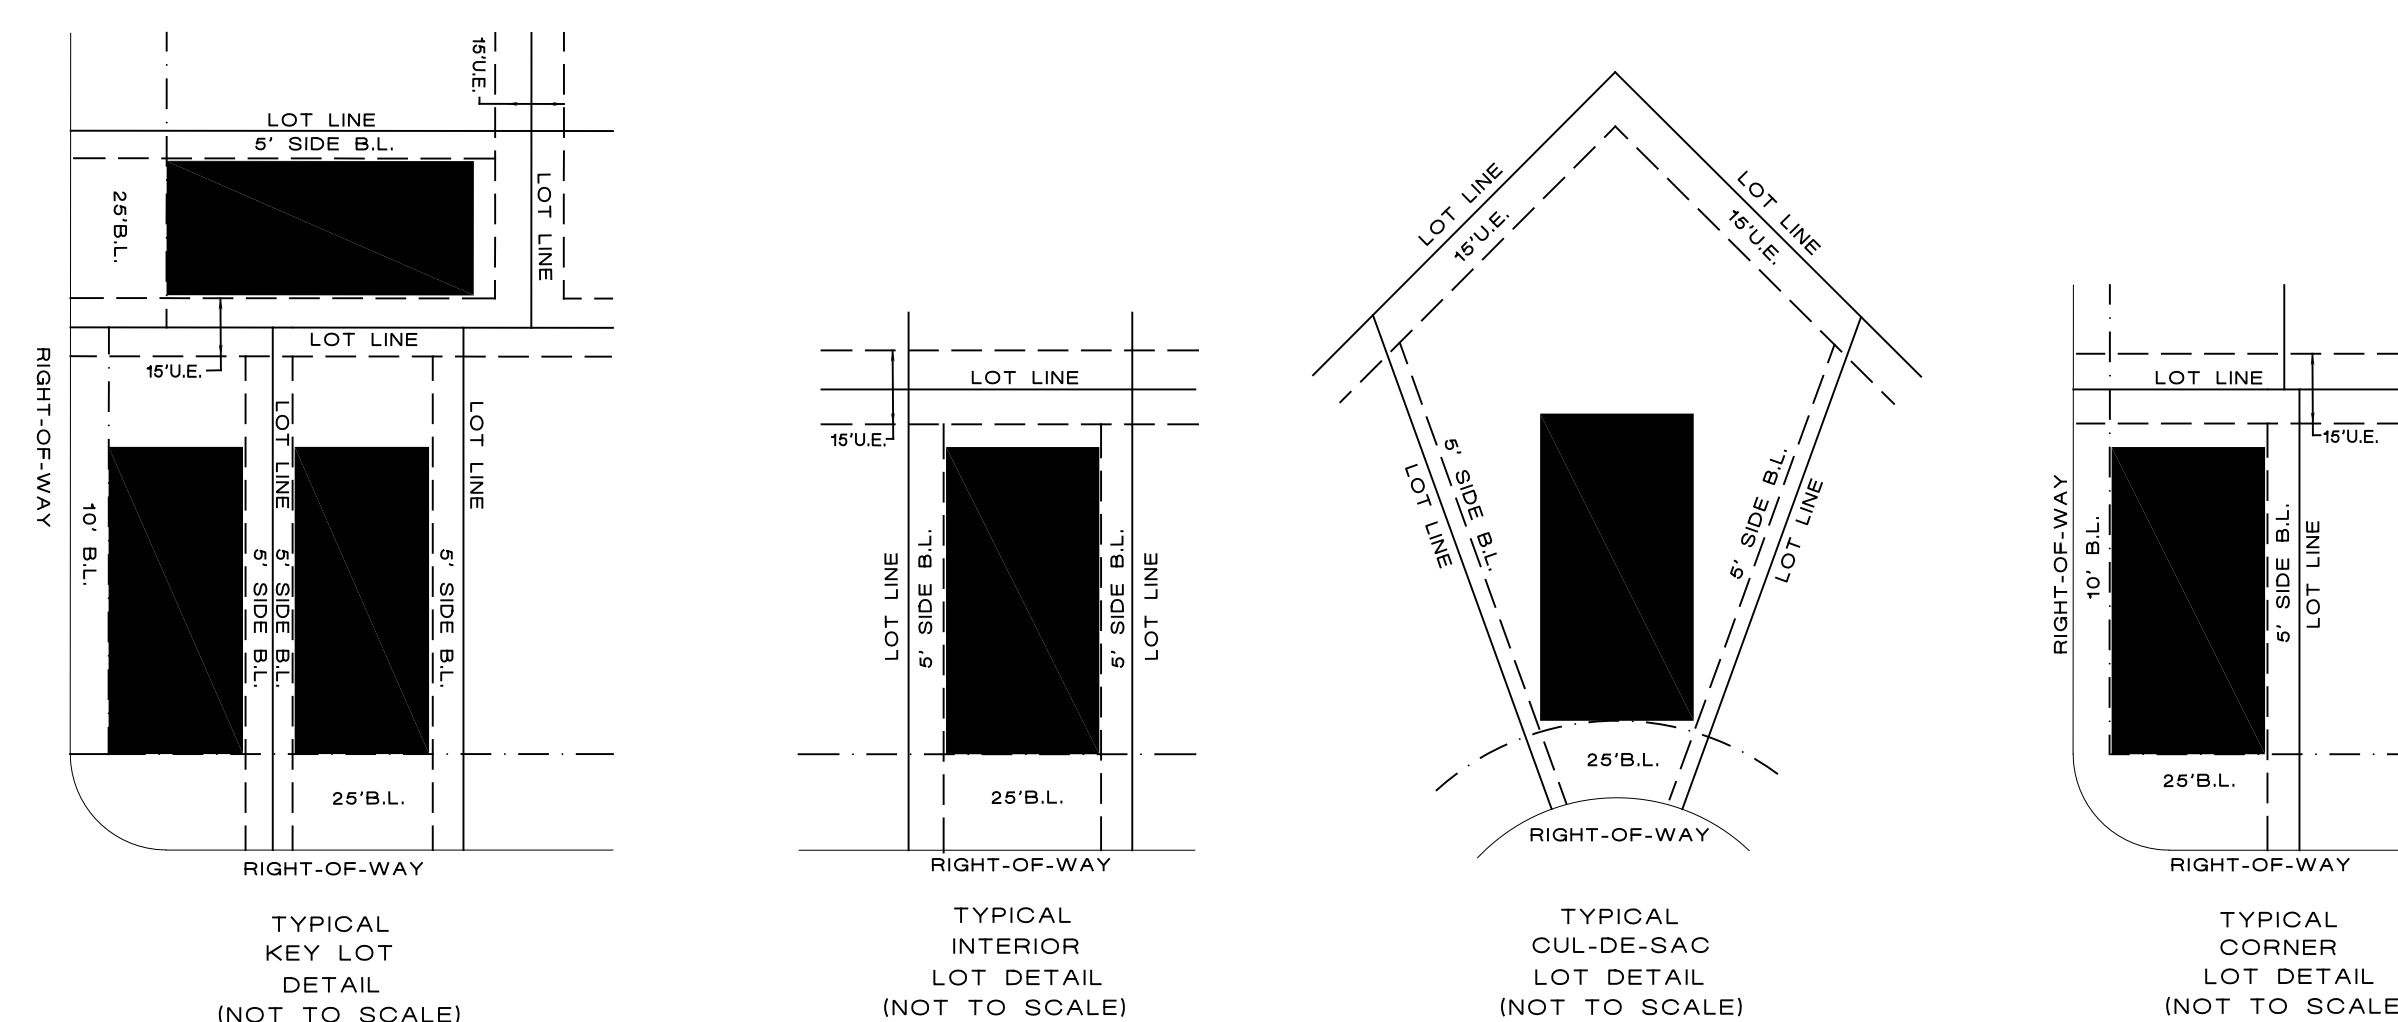 15'U.E.
LOT LINE
5' SIDE B.L.
25'B.L.
LOT LINE
LOT LINE
15'U.E.
RIGHT-OF-WAY
10' B.L.
LOT LINE
LOT LINE
5' SIDE B.L.
5' SIDE B.L.
5' SIDE B.L.
25'B.L.
RIGHT-OF-WAY
TYPICAL
KEY LOT
DETAIL
(NOT TO SCALE)
LOT LINE
15'U.E.
LOT LINE
5' SIDE B.L.
5' SIDE B.L.
LOT LINE
25'B.L.
RIGHT-OF-WAY
TYPICAL
INTERIOR
LOT DETAIL
(NOT TO SCALE)
LOT LINE
15'U.E.
LOT LINE
15'U.E.
5' SIDE B.L.
LOT LINE
5' SIDE B.L.
LOT LINE
25'B.L.
RIGHT-OF-WAY
TYPICAL
CUL-DE-SAC
LOT DETAIL
(NOT TO SCALE)
LOT LINE
15'U.E.
RIGHT-OF-WAY
10' B.L.
5' SIDE B.L.
LOT LINE
25'B.L.
RIGHT-OF-WAY
TYPICAL
CORNER
LOT DETAIL
(NOT TO SCALE